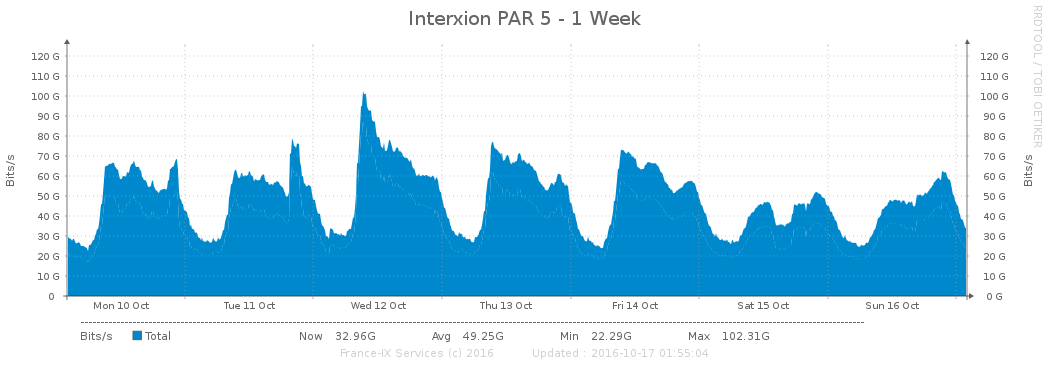 Interxion PAR 5 - 1 Week
RRDTOOL / TOBI OETIKER
Bits/s
120 G 120 G
110 G 110 G
100 G 100 G
90 G 90 G
80 G 80 G
70 G 70 G
60 G 60 G
50 G 50 G
40 G 40 G
30 G 30 G
20 G 20 G
10 G 10 G
0 0 G
Bits/s
Mon 10 Oct Tue 11 Oct Wed 12 Oct Thu 13 Oct Fri 14 Oct Sat 15 Oct Sun 16 Oct
Bits/s Total Now 32.96G Avg 49.25G Min 22.29G Max 102.31G
France-IX Services (c) 2016 Updated : 2016-10-17 01:55:04